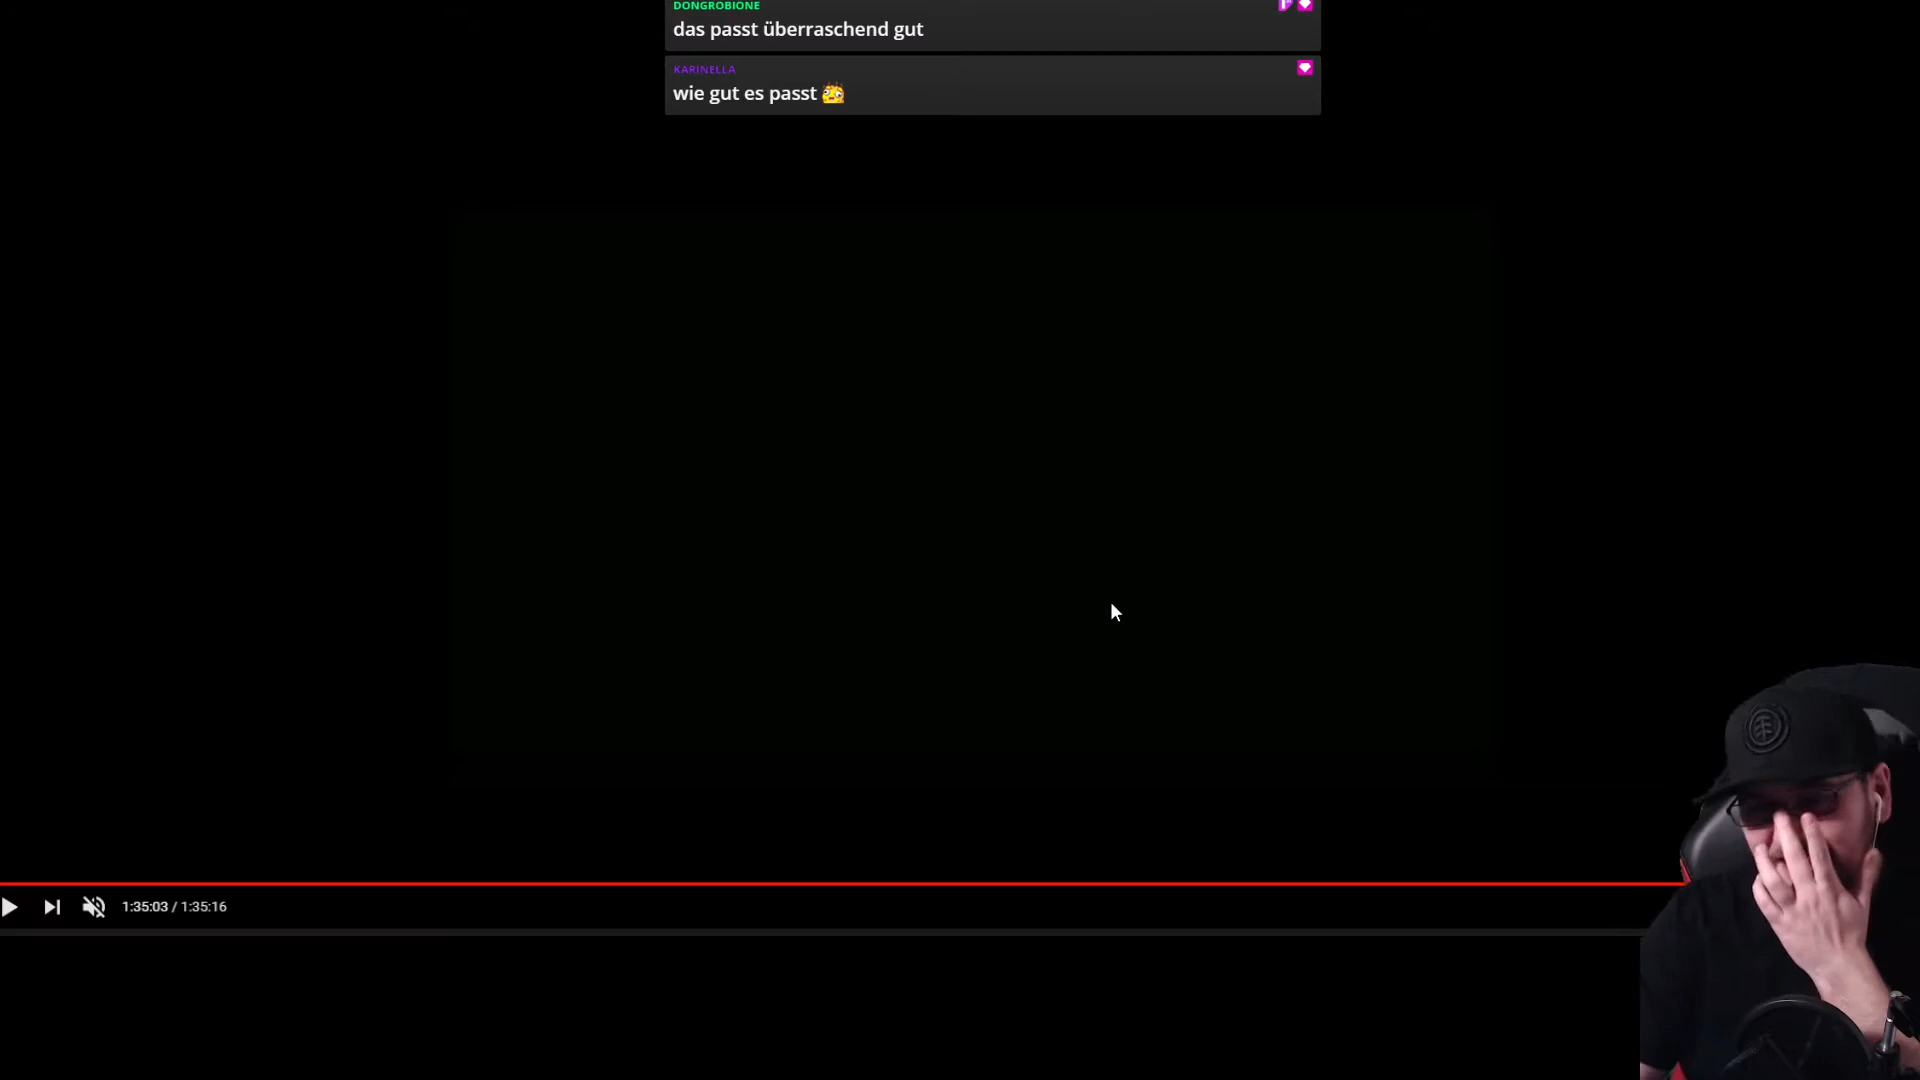 DONGROBIONE
das passt überraschend gut
KARINELLA
wie gut es passt
1:35:03 / 1:35:16